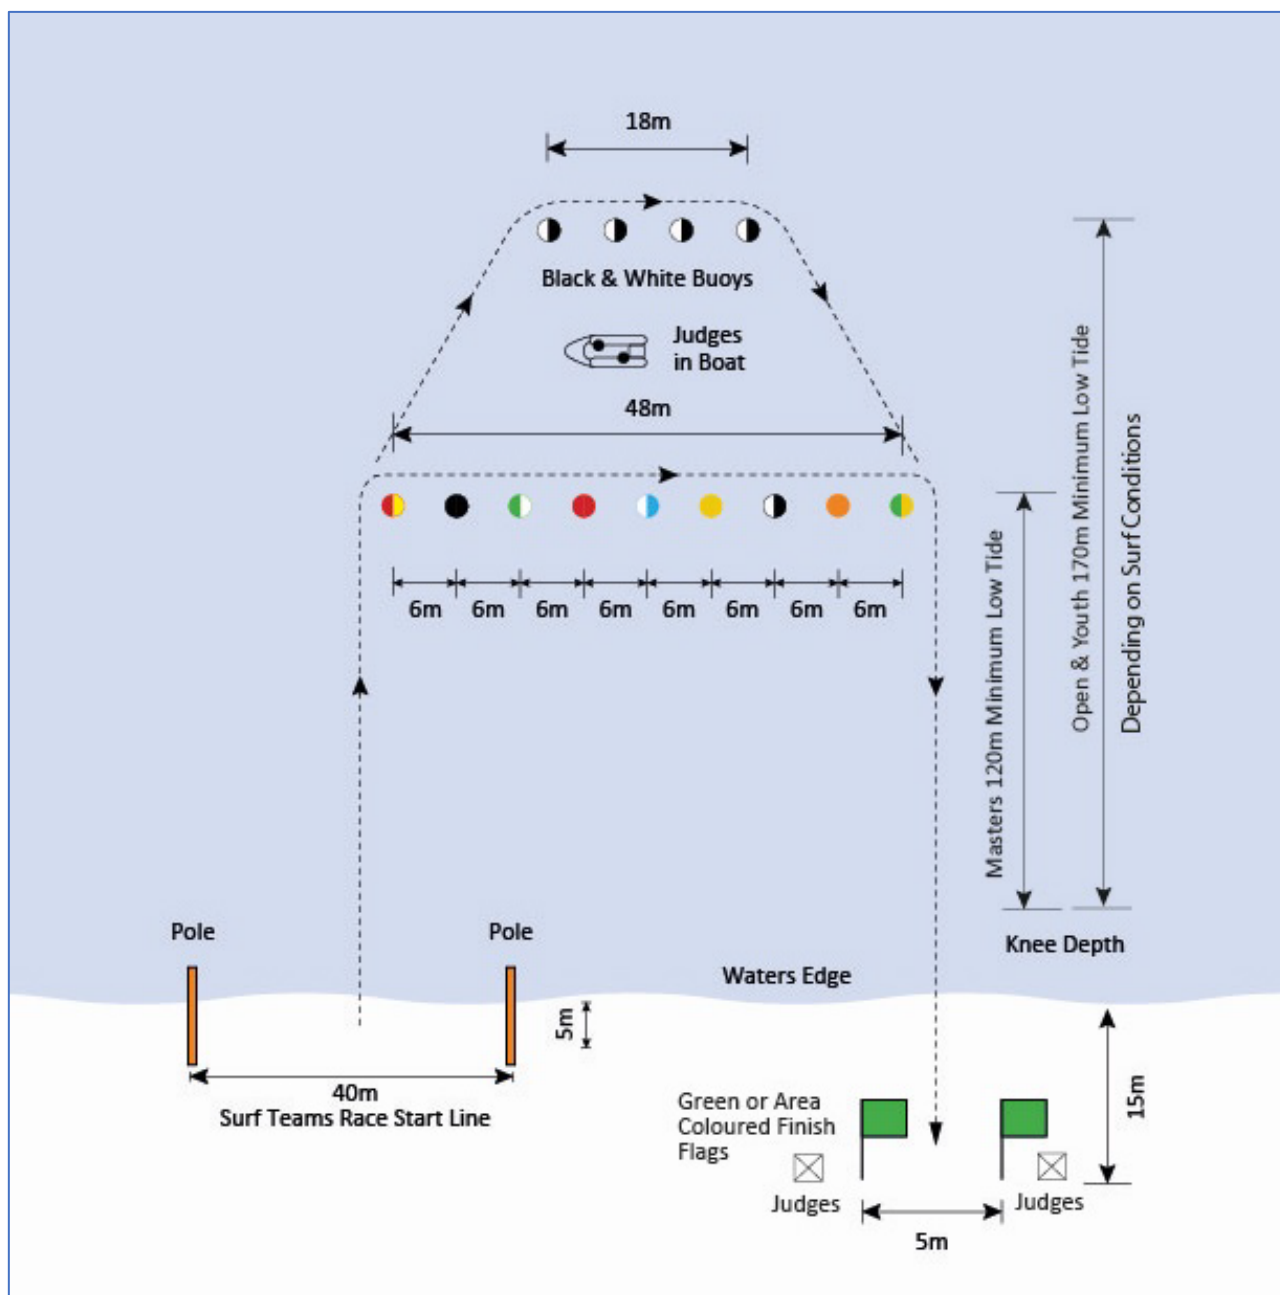 18m
Black & White Buoys
Judges
in Boat
48m
6m 6m 6m 6m 6m 6m 6m 6m
Masters 120m Minimum Low Tide
Open & Youth 170m Minimum Low Tide
Depending on Surf Conditions
Pole
Pole
Knee Depth
Waters Edge
5m
40m
Surf Teams Race Start Line
15m
Green or Area
Coloured Finish
Flags
Judges
Judges
5m